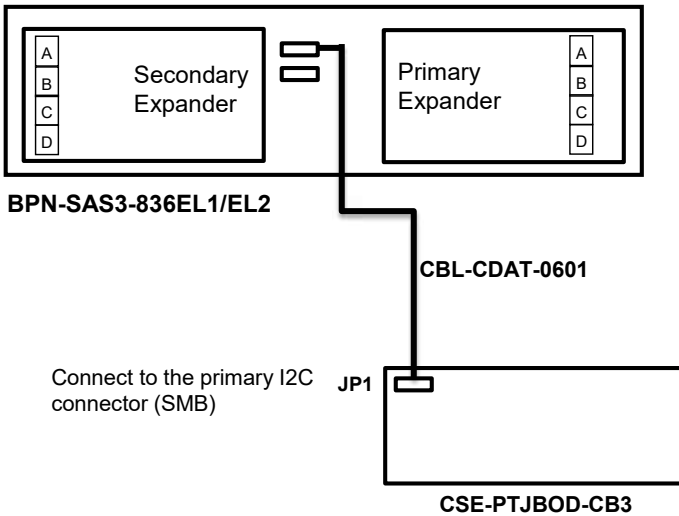 A
B
C
D
Secondary
Expander
Primary
Expander
A
B
C
D
BPN-SAS3-836EL1/EL2
CBL-CDAT-0601
Connect to the primary I2C
connector (SMB)
JP1
CSE-PTJBOD-CB3